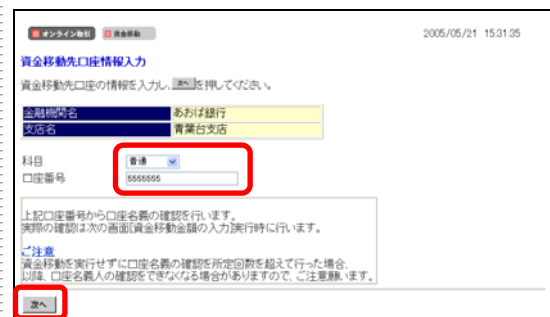 オンライン取引 資金移動 2005/05/21 15:31:35
資金移動先口座情報入力
資金移動先口座の情報を入力し、次へを押してください。
金融機関名 あおば銀行
支店名 青葉台支店
科目 普通
口座番号 5555555
上記口座番号から口座名義の確認を行います。
実際の確認は次の画面[資金移動金額の入力]実行時に行います。
ご注意
資金移動を実行せずに口座名義の確認を所定回数を超えて行った場合、
以降、口座名義人の確認をできなくなる場合がありますので、ご注意願います。
次へ